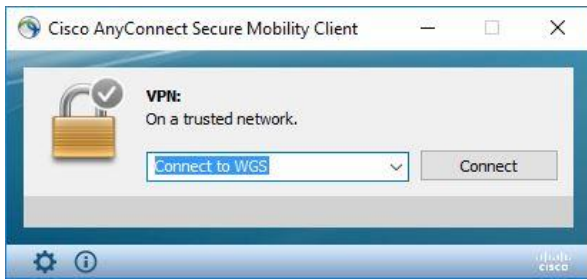 Cisco AnyConnect Secure Mobility Client
VPN:
On a trusted network.
Connect to WGS
Connect
cisco